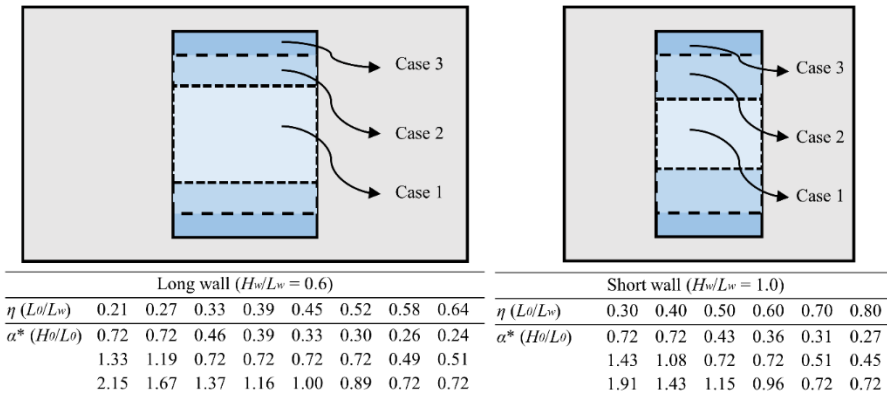 Case 3
Case 2
Case 1
Case 3
Case 2
Case 1
Long wall (Hw/Lw = 0.6)
η (L0/Lw) 0.21 0.27 0.33 0.39 0.45 0.52 0.58 0.64
α* (H0/L0) 0.72 0.72 0.46 0.39 0.33 0.30 0.26 0.24
1.33 1.19 0.72 0.72 0.72 0.72 0.49 0.51
2.15 1.67 1.37 1.16 1.00 0.89 0.72 0.72
Short wall (Hw/Lw = 1.0)
η (L0/Lw) 0.30 0.40 0.50 0.60 0.70 0.80
α* (H0/L0) 0.72 0.72 0.43 0.36 0.31 0.27
1.43 1.08 0.72 0.72 0.51 0.45
1.91 1.43 1.15 0.96 0.72 0.72